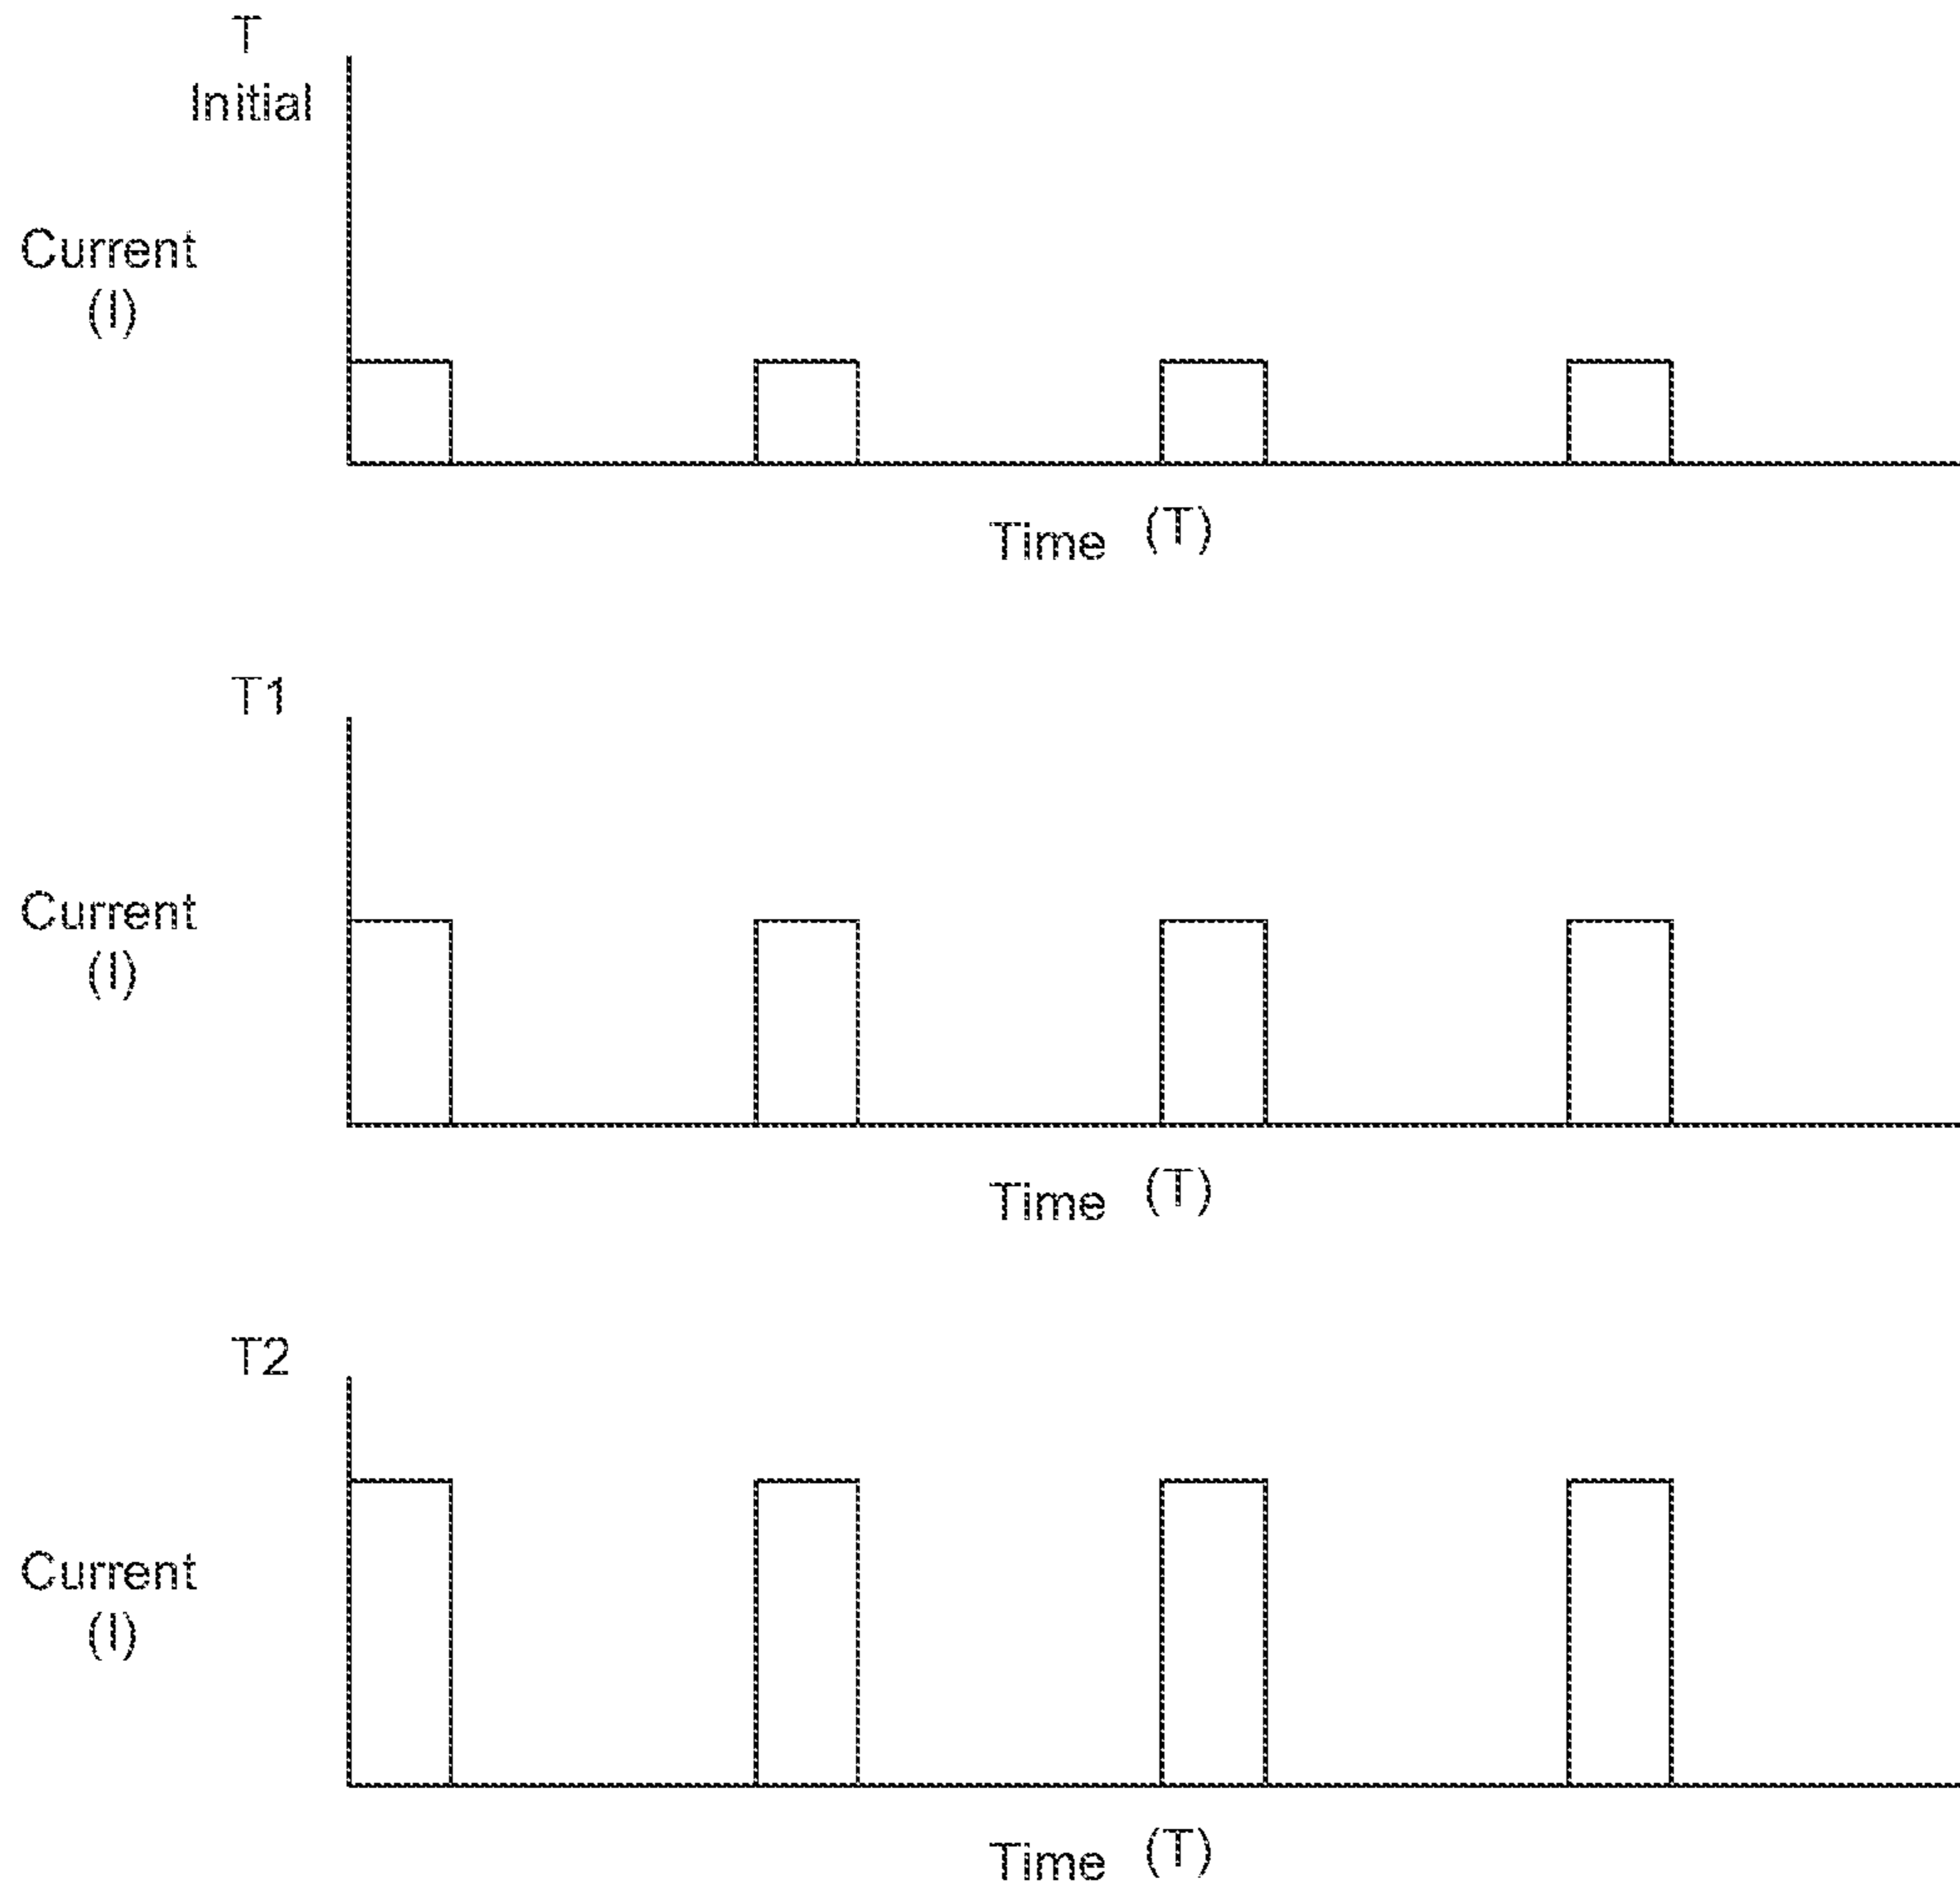 T
Initial
Current
(I)
Time (T)
T1
Current
(I)
Time (T)
T2
Current
(I)
Time (T)